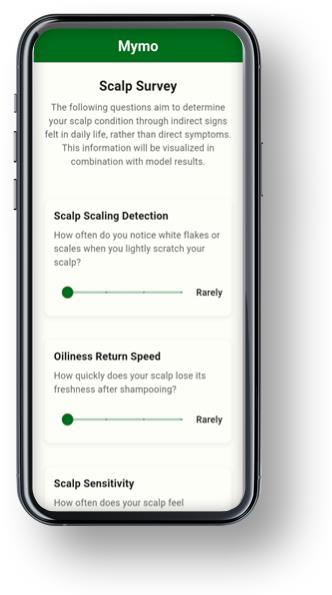 Mymo
Scalp Survey
The following questions aim to determine
your scalp condition through indirect signs
felt in daily life, rather than direct symptoms.
This information will be visualized in
combination with model results.
Scalp Scaling Detection
How often do you notice white flakes or
scales when you lightly scratch your
scalp?
Rarely
Oiliness Return Speed
How quickly does your scalp lose its
freshness after shampooing?
Rarely
Scalp Sensitivity
How often does your scalp feel